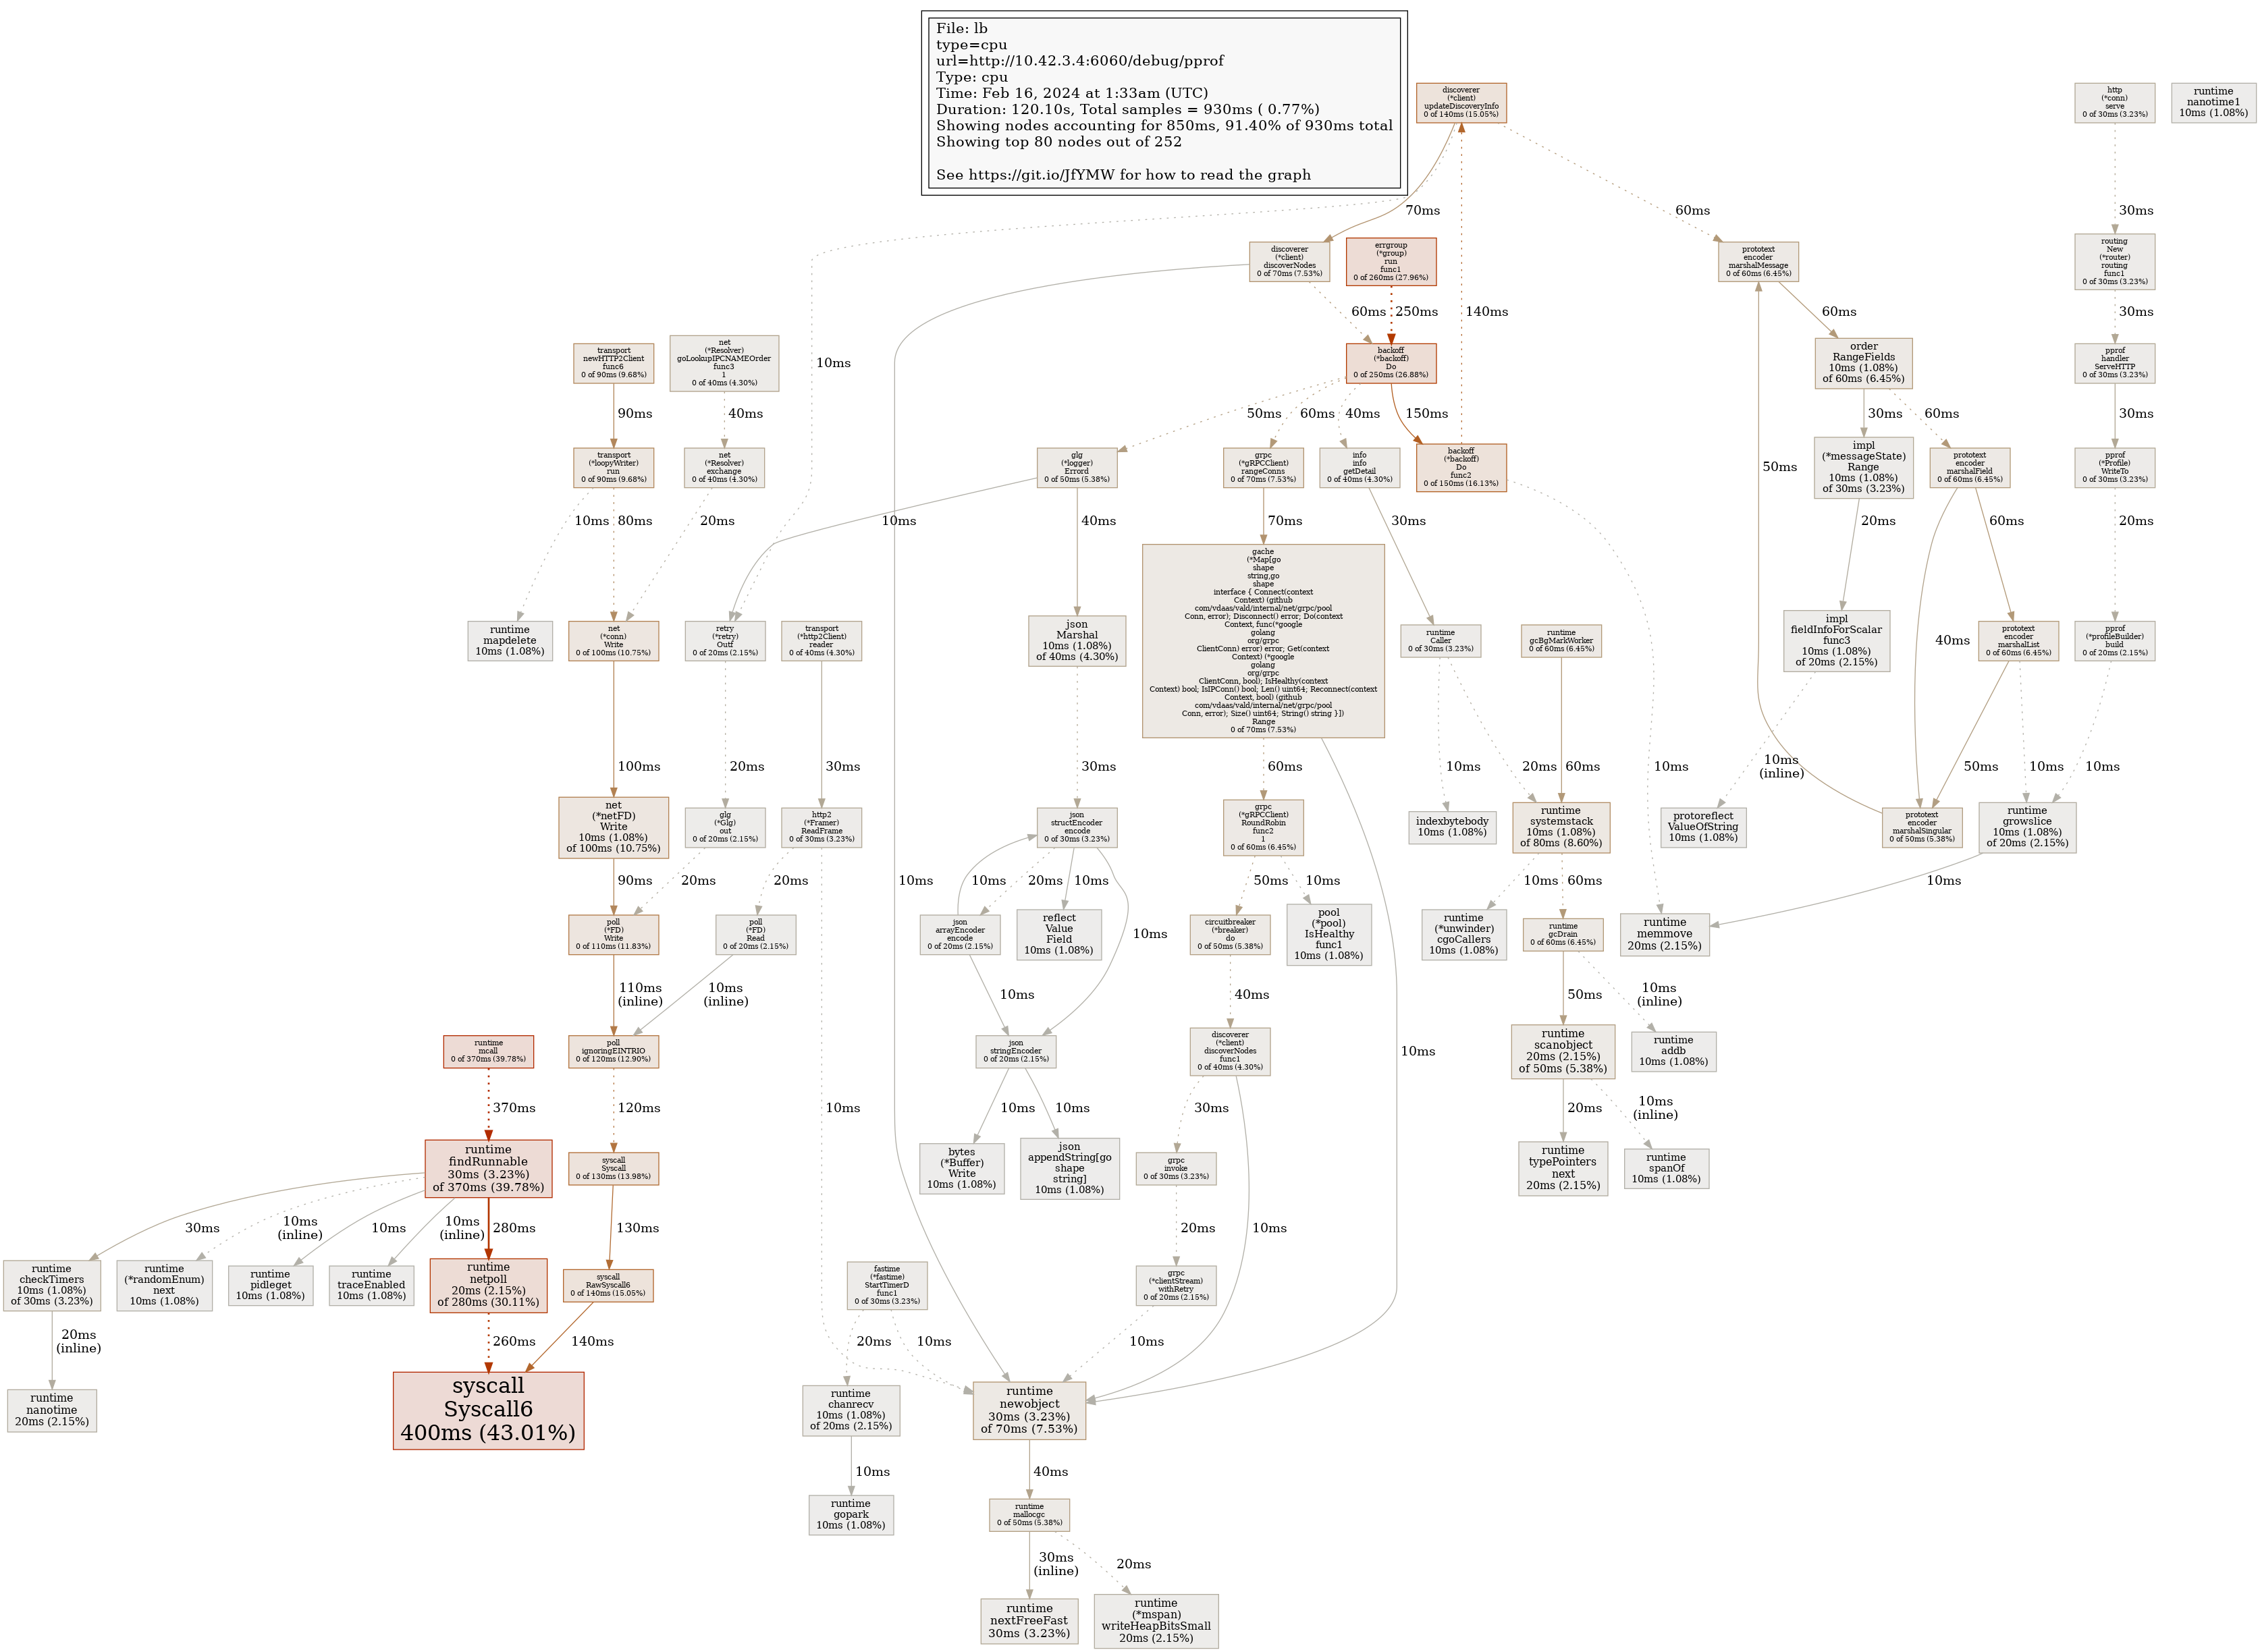 File: lb
type=cpu
url=http://10.42.3.4:6060/debug/pprof
Type: cpu
Time: Feb 16, 2024 at 1:33am (UTC)
Duration: 120.10s, Total samples = 930ms ( 0.77%)
Showing nodes accounting for 850ms, 91.40% of 930ms total
Showing top 80 nodes out of 252
See https://git.io/JfYMW for how to read the graph
discoverer
(*client)
updateDiscoveryInfo
0 of 140ms (15.05%)
http
(*conn)
serve
0 of 30ms (3.23%)
runtime
nanotime1
10ms (1.08%)
70ms
60ms
30ms
discoverer
(*client)
discoverNodes
0 of 70ms (7.53%)
errgroup
(*group)
run
func1
0 of 260ms (27.96%)
prototext
encoder
marshalMessage
0 of 60ms (6.45%)
routing
New
(*router)
routing
func1
0 of 30ms (3.23%)
60ms
250ms
140ms
60ms
30ms
transport
newHTTP2Client
func6
0 of 90ms (9.68%)
net
(*Resolver)
goLookupIPCNAMEOrder
func3
1
0 of 40ms (4.30%)
10ms
backoff
(*backoff)
Do
0 of 250ms (26.88%)
order
RangeFields
10ms (1.08%)
of 60ms (6.45%)
pprof
handler
ServeHTTP
0 of 30ms (3.23%)
90ms
40ms
50ms
60ms
40ms
150ms
30ms
60ms
30ms
transport
(*loopyWriter)
run
0 of 90ms (9.68%)
net
(*Resolver)
exchange
0 of 40ms (4.30%)
glg
(*logger)
Errord
0 of 50ms (5.38%)
grpc
(*gRPCClient)
rangeConns
0 of 70ms (7.53%)
info
info
getDetail
0 of 40ms (4.30%)
backoff
(*backoff)
Do
func2
0 of 150ms (16.13%)
50ms
impl
(*messageState)
Range
10ms (1.08%)
of 30ms (3.23%)
prototext
encoder
marshalField
0 of 60ms (6.45%)
pprof
(*Profile)
WriteTo
0 of 30ms (3.23%)
10ms
80ms
20ms
10ms
40ms
70ms
30ms
20ms
60ms
20ms
runtime
mapdelete
10ms (1.08%)
net
(*conn)
Write
0 of 100ms (10.75%)
retry
(*retry)
Outf
0 of 20ms (2.15%)
transport
(*http2Client)
reader
0 of 40ms (4.30%)
json
Marshal
10ms (1.08%)
of 40ms (4.30%)
gache
(*Map[go
shape
string,go
shape
interface { Connect(context
Context) (github
com/vdaas/vald/internal/net/grpc/pool
Conn, error); Disconnect() error; Do(context
Context, func(*google
golang
org/grpc
ClientConn) error) error; Get(context
Context) (*google
golang
org/grpc
ClientConn, bool); IsHealthy(context
Context) bool; IsIPConn() bool; Len() uint64; Reconnect(context
Context, bool) (github
com/vdaas/vald/internal/net/grpc/pool
Conn, error); Size() uint64; String() string }])
Range
0 of 70ms (7.53%)
runtime
Caller
0 of 30ms (3.23%)
runtime
gcBgMarkWorker
0 of 60ms (6.45%)
impl
fieldInfoForScalar
func3
10ms (1.08%)
of 20ms (2.15%)
40ms
prototext
encoder
marshalList
0 of 60ms (6.45%)
pprof
(*profileBuilder)
build
0 of 20ms (2.15%)
100ms
20ms
30ms
30ms
60ms
10ms
20ms
60ms
10ms
10ms
(inline)
50ms
10ms
10ms
net
(*netFD)
Write
10ms (1.08%)
of 100ms (10.75%)
glg
(*Glg)
out
0 of 20ms (2.15%)
http2
(*Framer)
ReadFrame
0 of 30ms (3.23%)
json
structEncoder
encode
0 of 30ms (3.23%)
grpc
(*gRPCClient)
RoundRobin
func2
1
0 of 60ms (6.45%)
indexbytebody
10ms (1.08%)
runtime
systemstack
10ms (1.08%)
of 80ms (8.60%)
protoreflect
ValueOfString
10ms (1.08%)
prototext
encoder
marshalSingular
0 of 50ms (5.38%)
runtime
growslice
10ms (1.08%)
of 20ms (2.15%)
90ms
20ms
20ms
10ms
10ms
20ms
10ms
50ms
10ms
10ms
60ms
10ms
poll
(*FD)
Write
0 of 110ms (11.83%)
poll
(*FD)
Read
0 of 20ms (2.15%)
json
arrayEncoder
encode
0 of 20ms (2.15%)
reflect
Value
Field
10ms (1.08%)
10ms
circuitbreaker
(*breaker)
do
0 of 50ms (5.38%)
pool
(*pool)
IsHealthy
func1
10ms (1.08%)
runtime
(*unwinder)
cgoCallers
10ms (1.08%)
runtime
gcDrain
0 of 60ms (6.45%)
runtime
memmove
20ms (2.15%)
110ms
(inline)
10ms
(inline)
10ms
40ms
50ms
10ms
(inline)
runtime
mcall
0 of 370ms (39.78%)
poll
ignoringEINTRIO
0 of 120ms (12.90%)
json
stringEncoder
0 of 20ms (2.15%)
discoverer
(*client)
discoverNodes
func1
0 of 40ms (4.30%)
10ms
runtime
scanobject
20ms (2.15%)
of 50ms (5.38%)
runtime
addb
10ms (1.08%)
370ms
120ms
10ms
10ms
10ms
30ms
20ms
10ms
(inline)
runtime
findRunnable
30ms (3.23%)
of 370ms (39.78%)
syscall
Syscall
0 of 130ms (13.98%)
bytes
(*Buffer)
Write
10ms (1.08%)
json
appendString[go
shape
string]
10ms (1.08%)
grpc
invoke
0 of 30ms (3.23%)
runtime
typePointers
next
20ms (2.15%)
runtime
spanOf
10ms (1.08%)
30ms
10ms
(inline)
10ms
10ms
(inline)
280ms
130ms
20ms
10ms
runtime
checkTimers
10ms (1.08%)
of 30ms (3.23%)
runtime
(*randomEnum)
next
10ms (1.08%)
runtime
pidleget
10ms (1.08%)
runtime
traceEnabled
10ms (1.08%)
runtime
netpoll
20ms (2.15%)
of 280ms (30.11%)
syscall
RawSyscall6
0 of 140ms (15.05%)
fastime
(*fastime)
StartTimerD
func1
0 of 30ms (3.23%)
grpc
(*clientStream)
withRetry
0 of 20ms (2.15%)
20ms
(inline)
260ms
140ms
20ms
10ms
10ms
runtime
nanotime
20ms (2.15%)
syscall
Syscall6
400ms (43.01%)
runtime
chanrecv
10ms (1.08%)
of 20ms (2.15%)
runtime
newobject
30ms (3.23%)
of 70ms (7.53%)
10ms
40ms
runtime
gopark
10ms (1.08%)
runtime
mallocgc
0 of 50ms (5.38%)
30ms
(inline)
20ms
runtime
nextFreeFast
30ms (3.23%)
runtime
(*mspan)
writeHeapBitsSmall
20ms (2.15%)